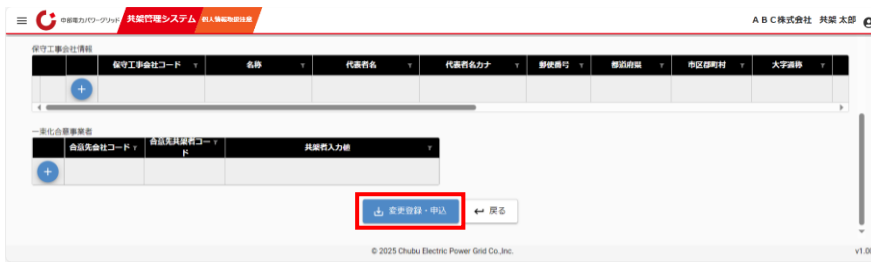 中部電力パワーグリッド 共架管理システム 個人情報取扱注意 ABC株式会社 共架 太郎
保守工事会社情報
保守工事会社コード 名称 代表者名 代表者名カナ 郵便番号 都道府県 市区郡町村 大字通称
一束化合意事業者
合意先会社コード 合意先共架者コード 共架者入力値
変更登録・申込 戻る
© 2025 Chubu Electric Power Grid Co.,Inc. v1.0